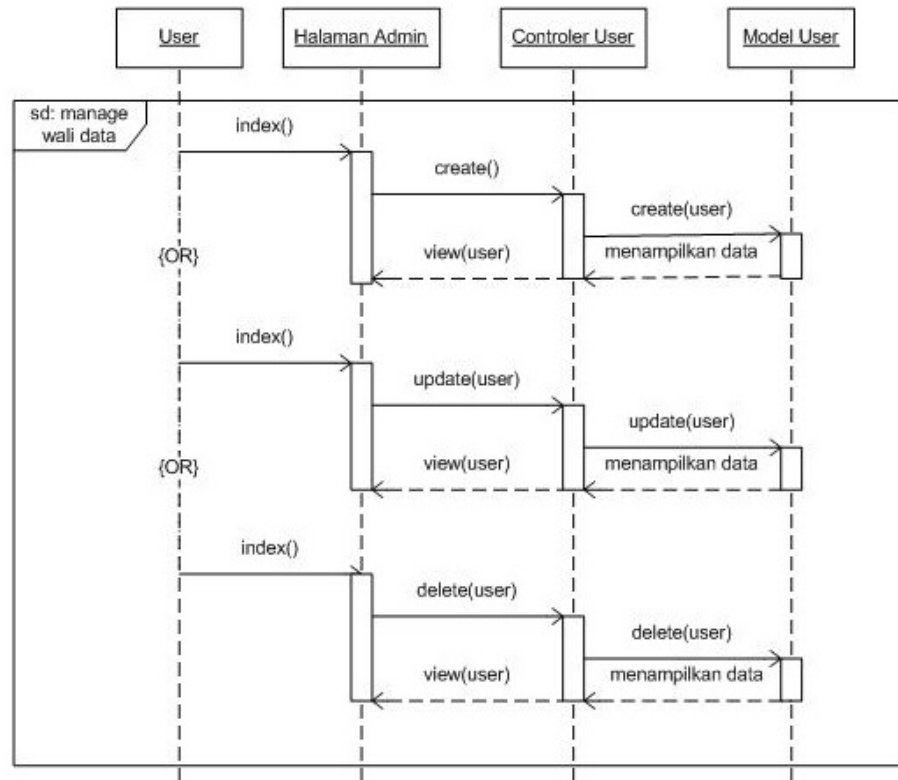 User
Halaman Admin
Controler User
Model User
sd: manage
wali data
index()
create()
create(user)
view(user)
menampilkan data
{OR}
index()
update(user)
update(user)
view(user)
menampilkan data
{OR}
index()
delete(user)
delete(user)
view(user)
menampilkan data